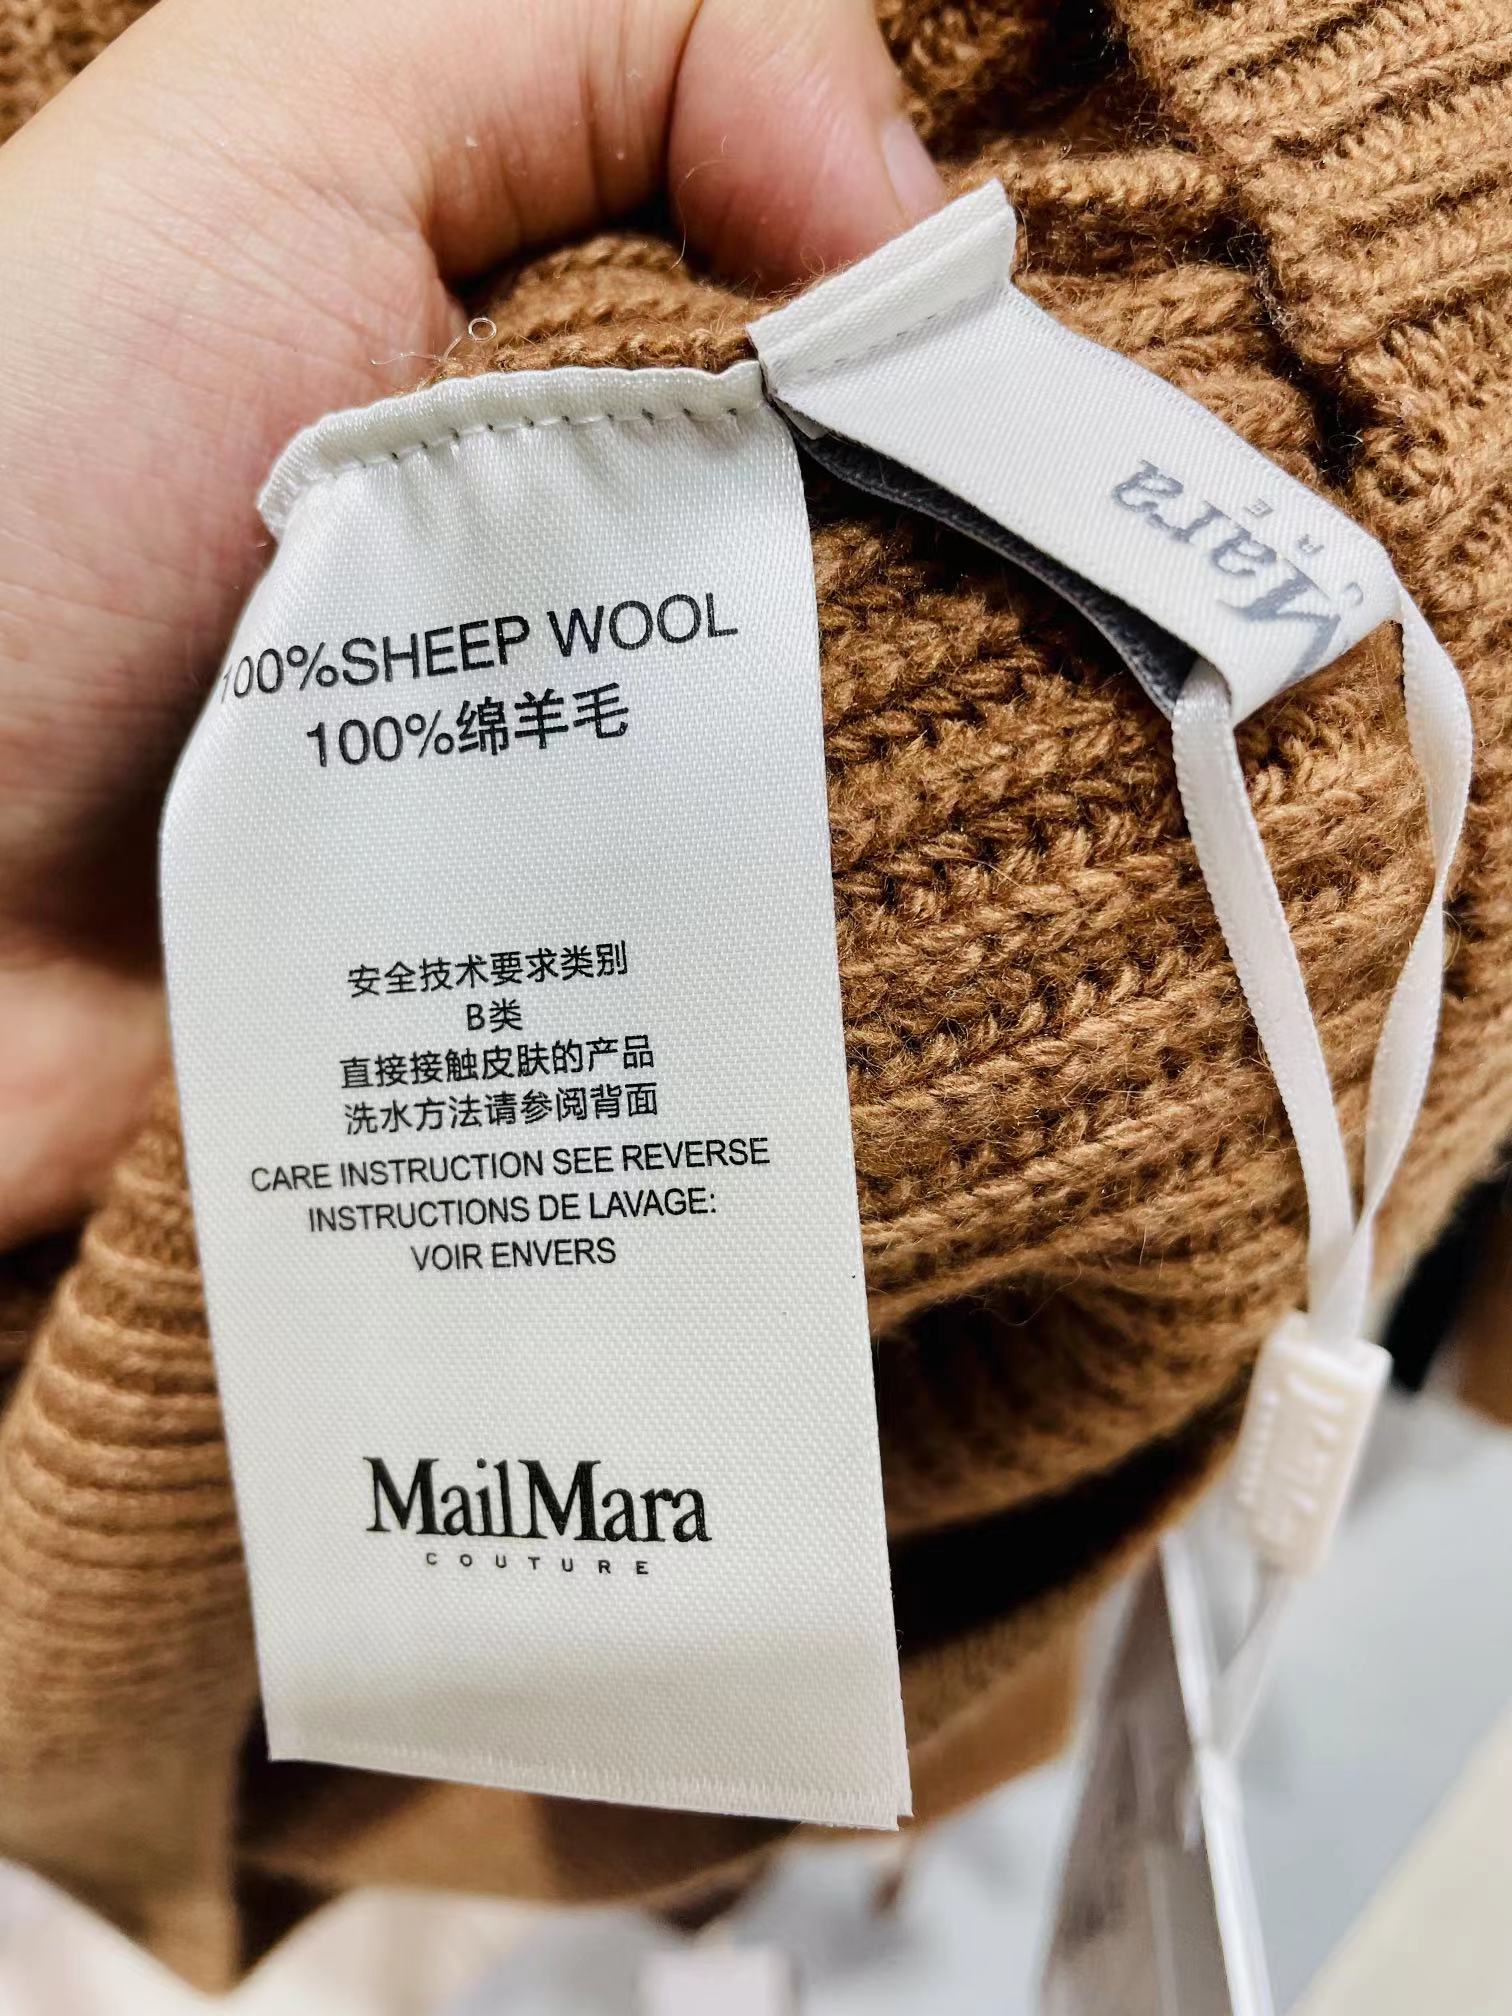 100%SHEEP WOOL
100%绵羊毛
安全技术要求类别
B类
直接接触皮肤的产品
洗水方法请参阅背面
CARE INSTRUCTION SEE REVERSE
INSTRUCTIONS DE LAVAGE:
VOIR ENVERS
MailMara
COUTURE
Mara